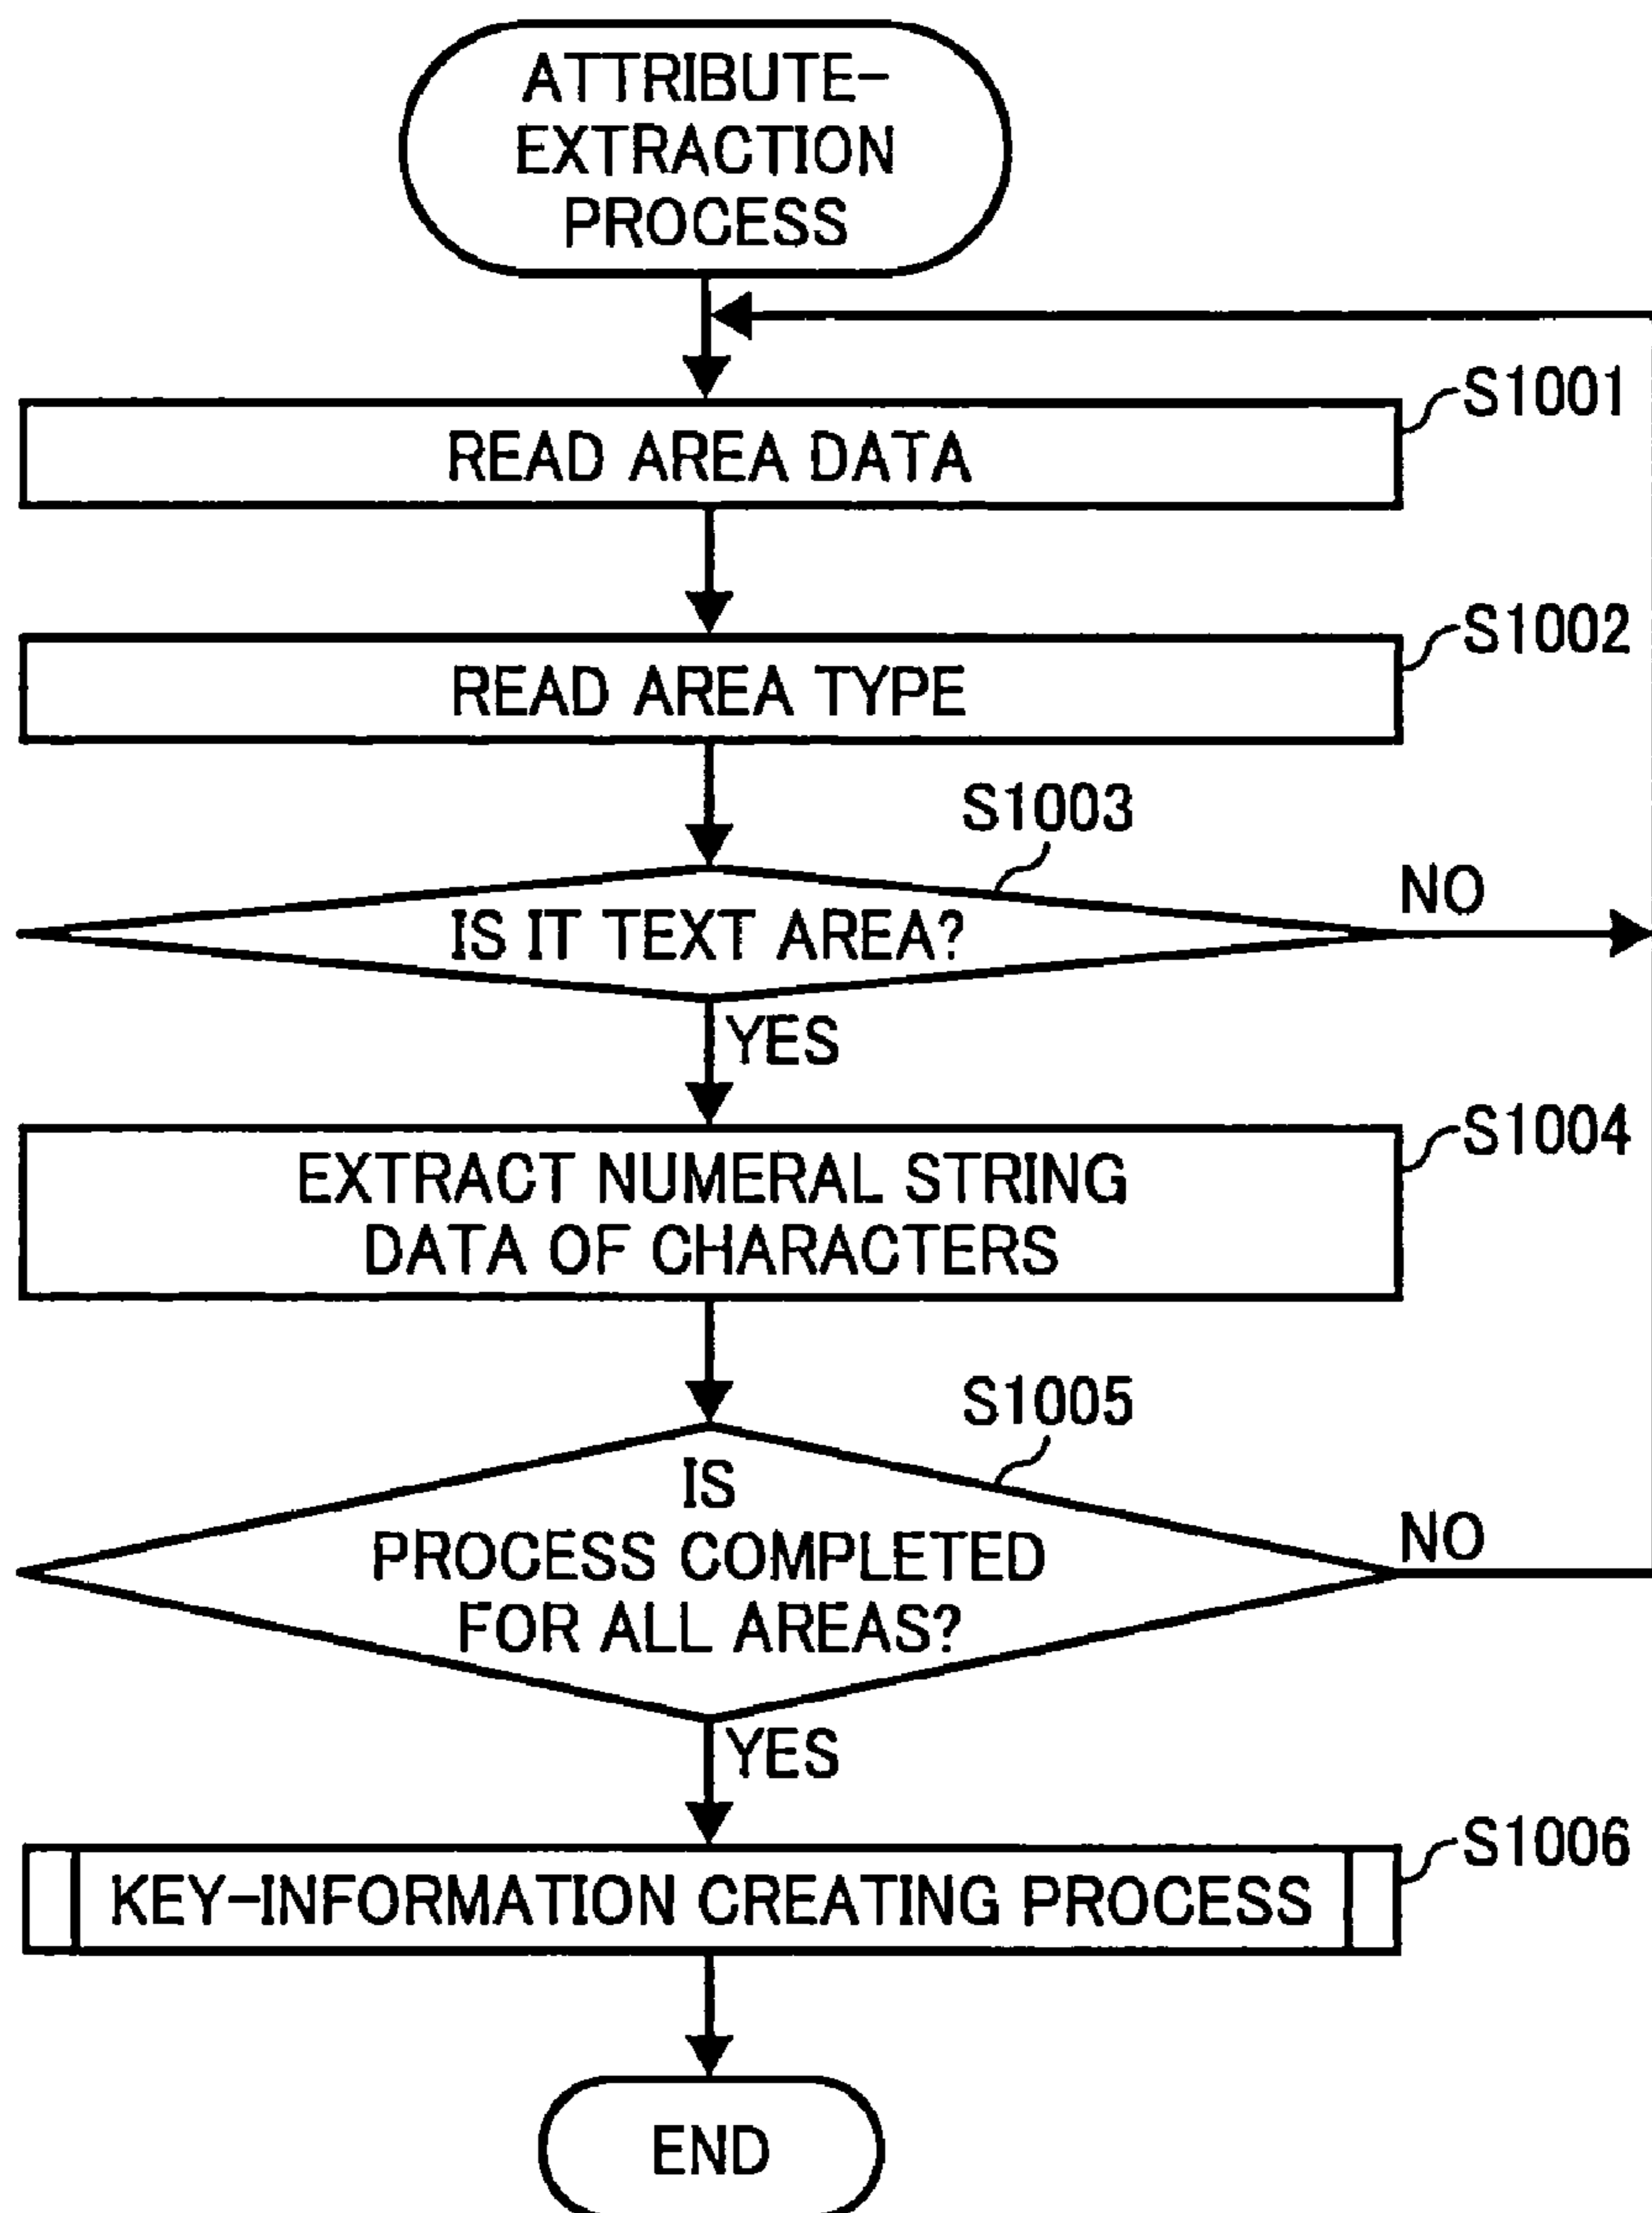 ATTRIBUTE-
EXTRACTION
PROCESS
S1001
READ AREA DATA
S1002
READ AREA TYPE
S1003
IS IT TEXT AREA?
NO
YES
S1004
EXTRACT NUMERAL STRING
DATA OF CHARACTERS
S1005
IS
PROCESS COMPLETED
FOR ALL AREAS?
NO
YES
S1006
KEY-INFORMATION CREATING PROCESS
END